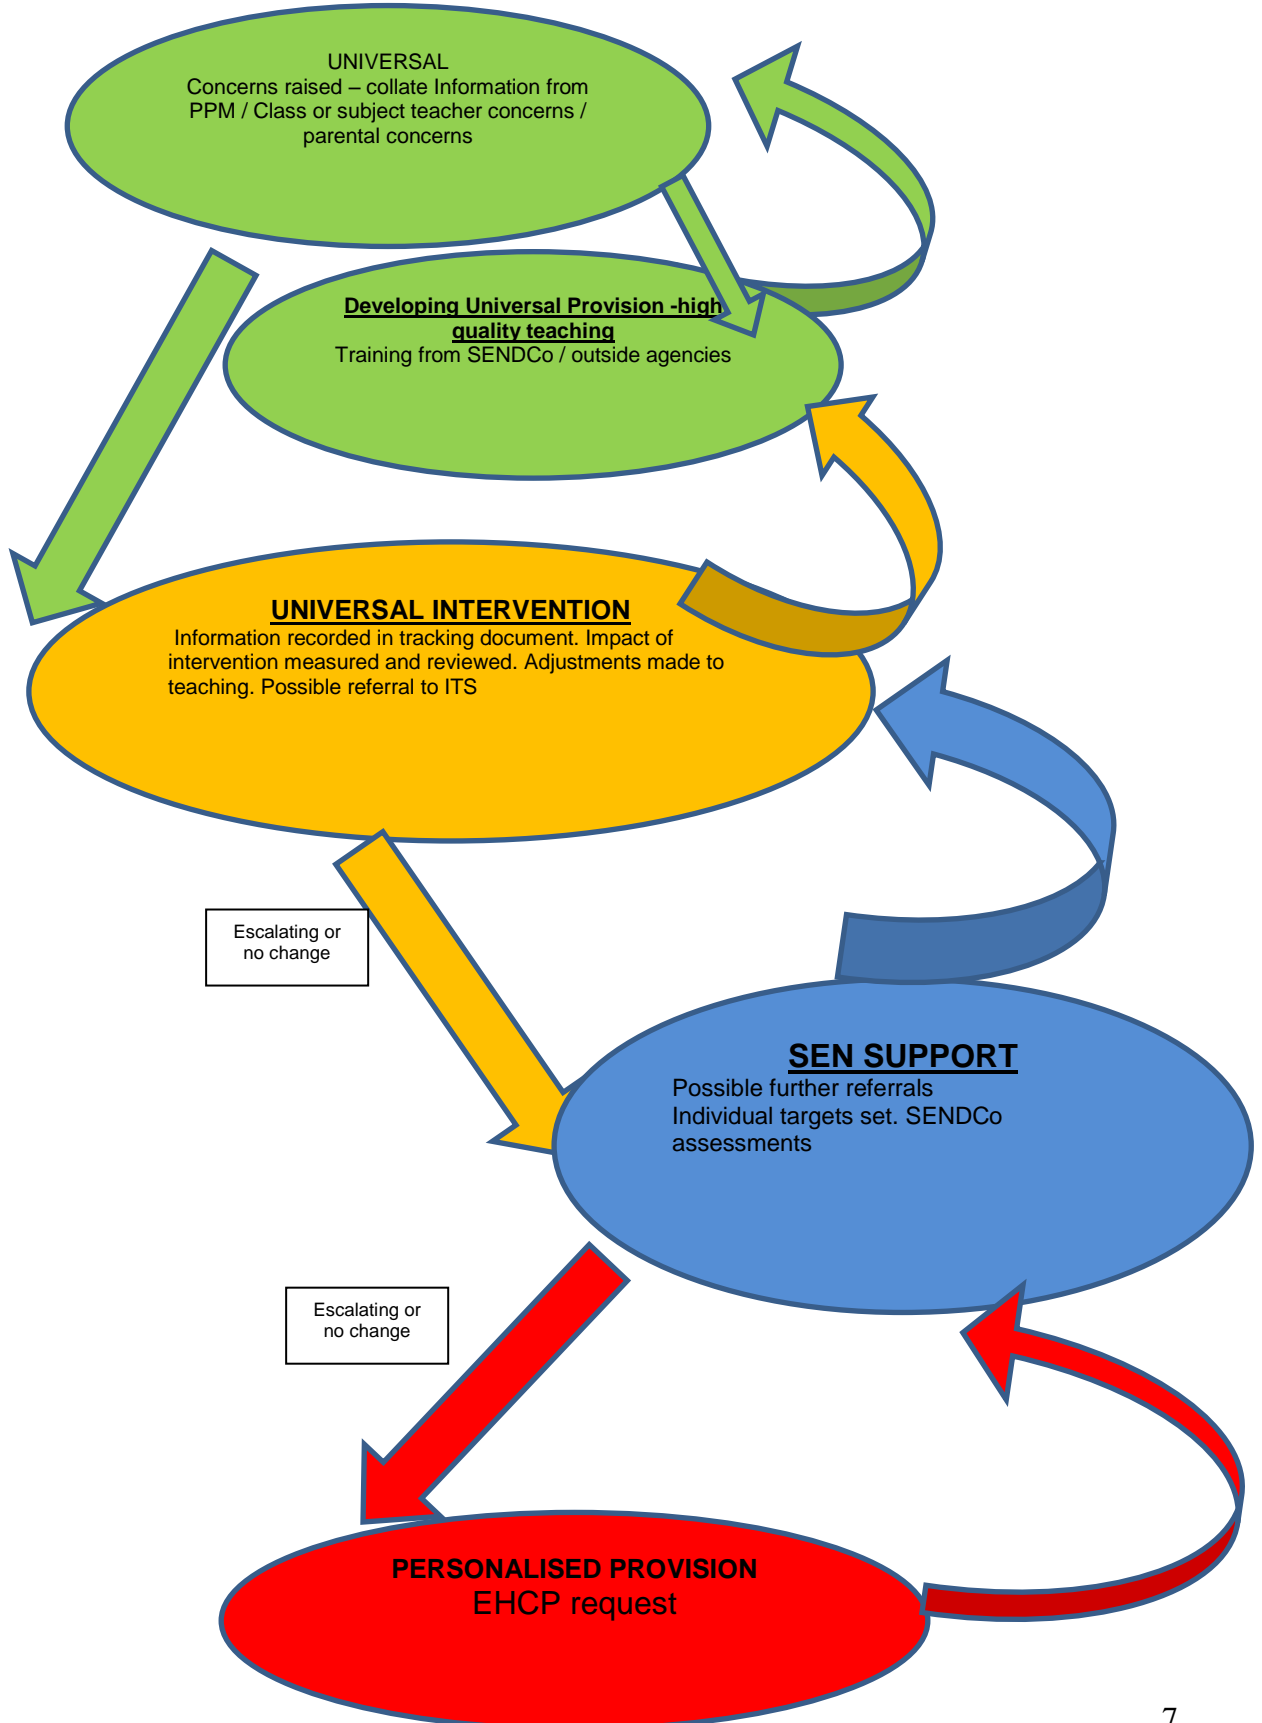 UNIVERSAL
Concerns raised – collate Information from
PPM / Class or subject teacher concerns /
parental concerns
Developing Universal Provision -high
quality teaching
Training from SENDCo / outside agencies
UNIVERSAL INTERVENTION
Information recorded in tracking document. Impact of
intervention measured and reviewed. Adjustments made to
teaching. Possible referral to ITS
Escalating or
no change
SEN SUPPORT
Possible further referrals
Individual targets set. SENDCo
assessments
Escalating or
no change
PERSONALISED PROVISION
EHCP request
7